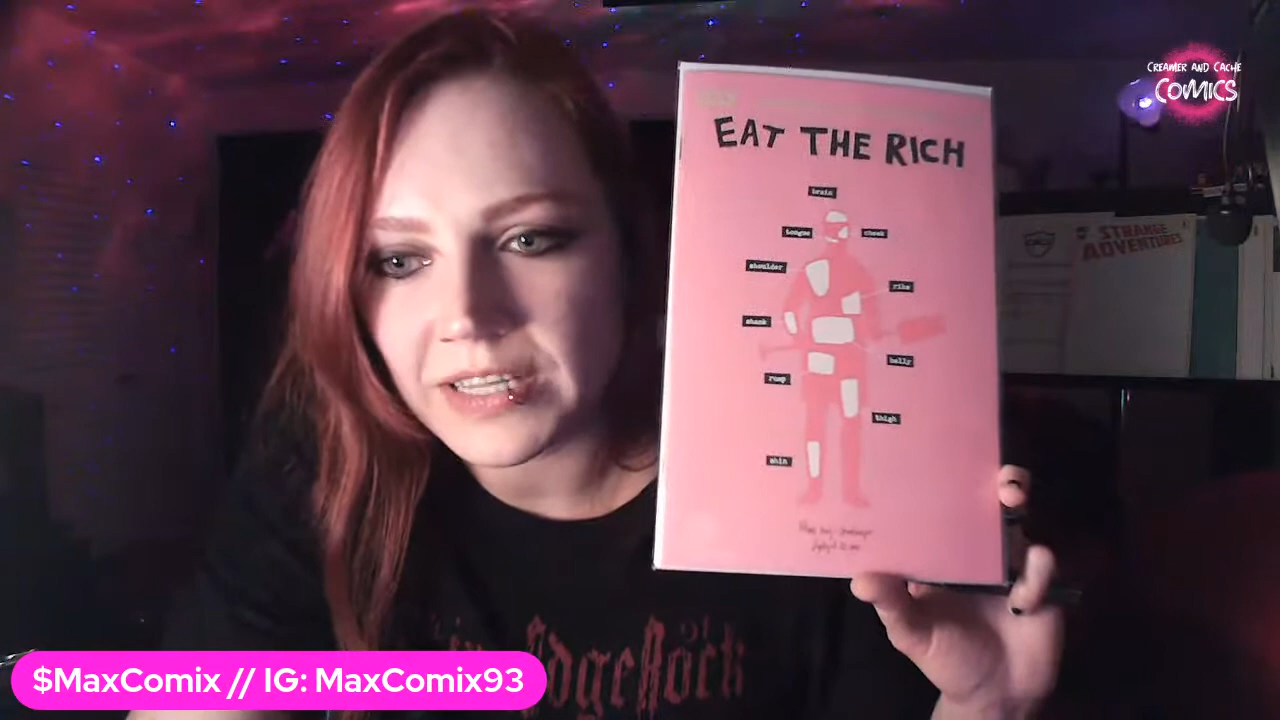 CREAMER AND CACHE
COMICS
EAT THE RICH
brain
tongue
cheek
shoulder
ribs
shank
belly
rump
thigh
shin
STRANGE
ADVENTURES
$MaxComix // IG: MaxComix93